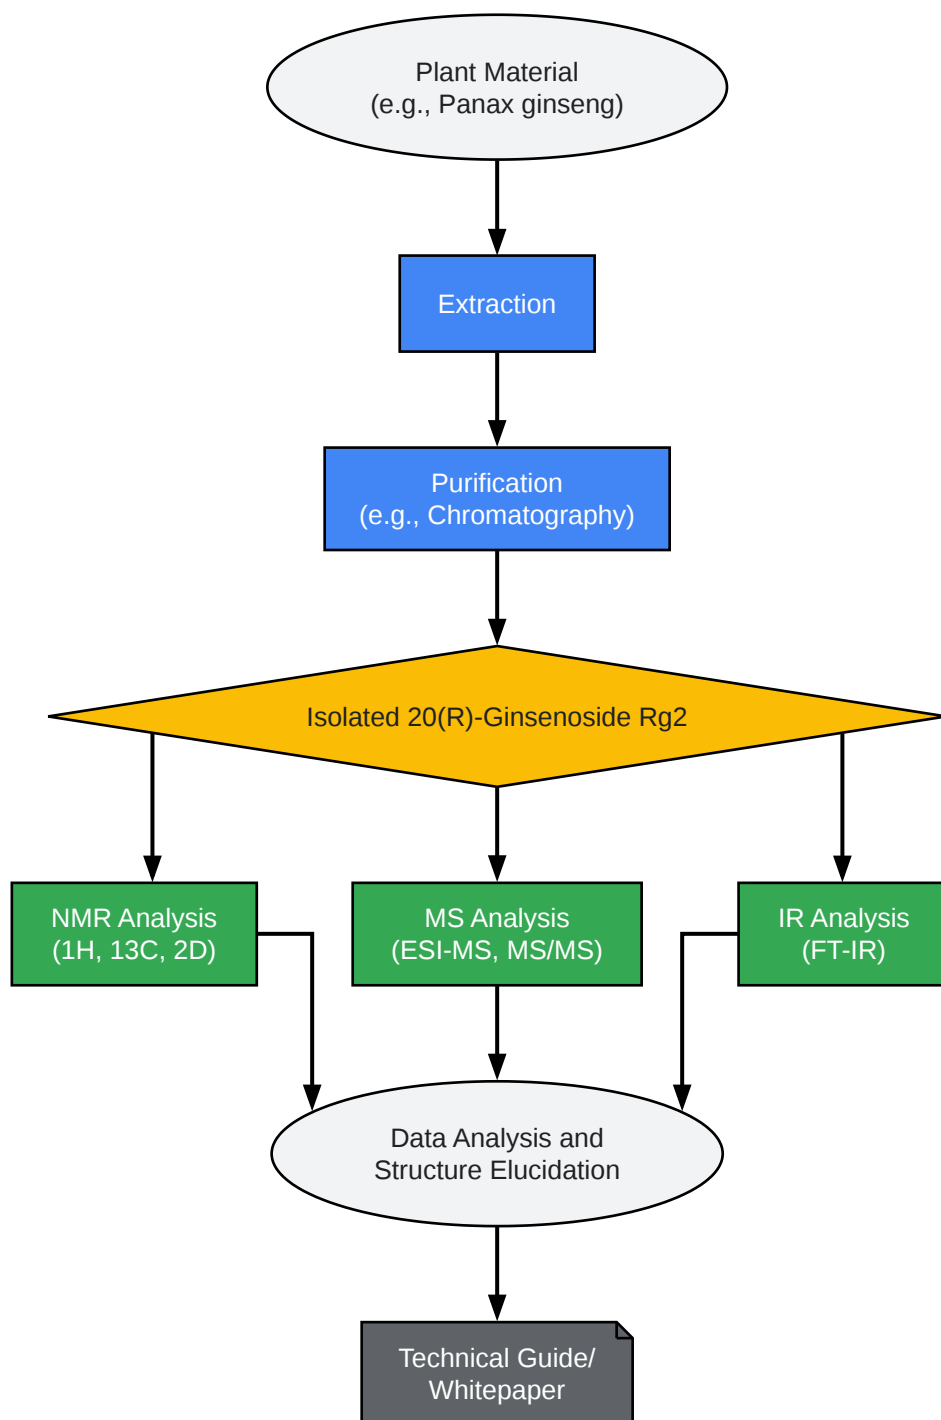 Plant Material
(e.g., Panax ginseng)
Extraction
Purification
(e.g., Chromatography)
Isolated 20(R)-Ginsenoside Rg2
NMR Analysis
(1H, 13C, 2D)
MS Analysis
(ESI-MS, MS/MS)
IR Analysis
(FT-IR)
Data Analysis and
Structure Elucidation
Technical Guide/
Whitepaper